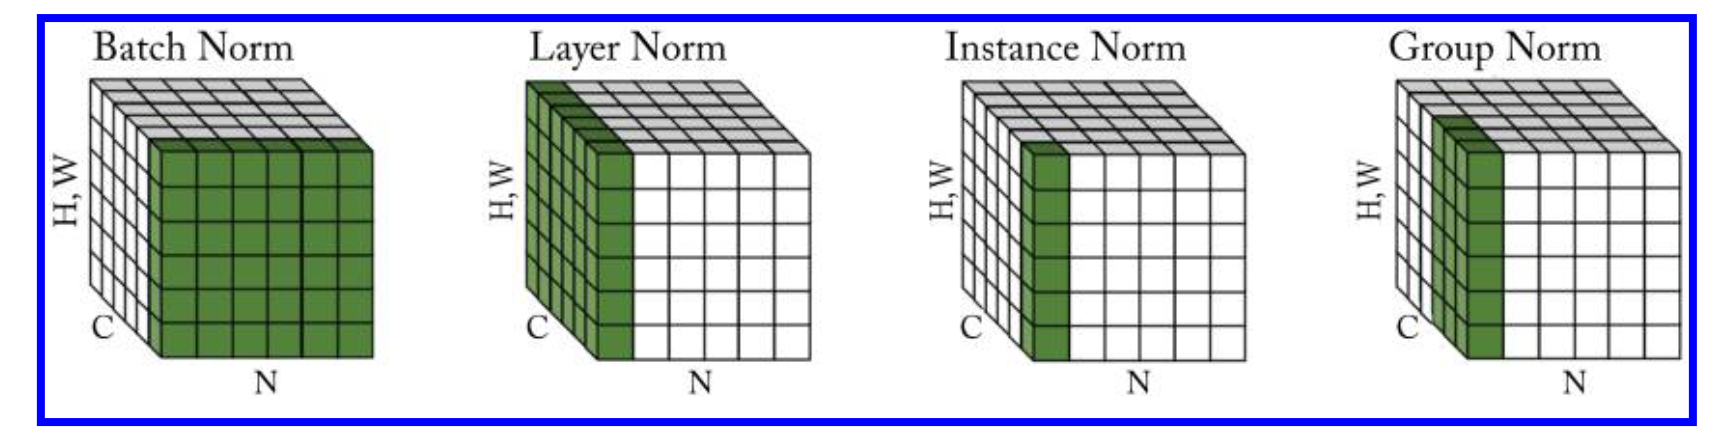 Batch Norm
Layer Norm
Instance Norm
Group Norm
H, W
C
N
H, W
C
N
H, W
C
N
H, W
C
N